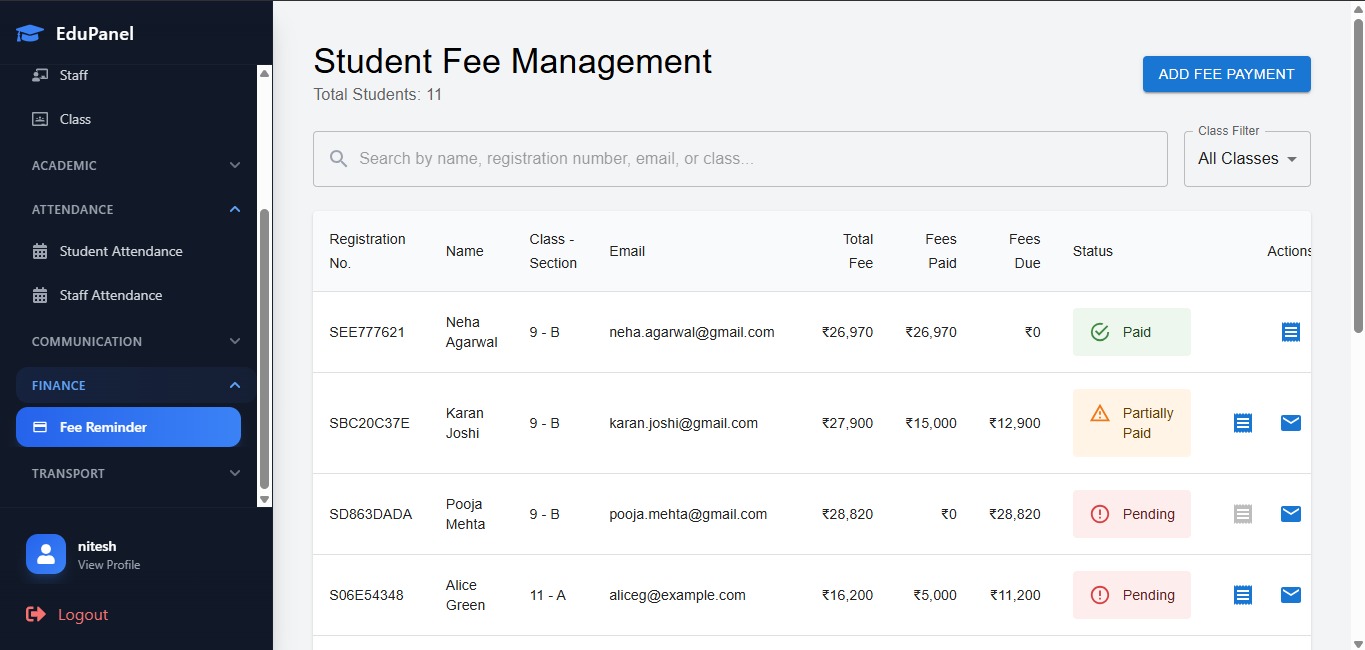 EduPanel
Staff
Class
ACADEMIC
ATTENDANCE
Student Attendance
Staff Attendance
COMMUNICATION
FINANCE
Fee Reminder
TRANSPORT
nitesh
View Profile
Logout
Student Fee Management
Total Students: 11
ADD FEE PAYMENT
Search by name, registration number, email, or class...
Class Filter
All Classes
Registration No. Name Class - Section Email Total Fee Fees Paid Fees Due Status Actions
SEE777621 Neha Agarwal 9 - B neha.agarwal@gmail.com ₹26,970 ₹26,970 ₹0 Paid
SBC20C37E Karan Joshi 9 - B karan.joshi@gmail.com ₹27,900 ₹15,000 ₹12,900 Partially Paid
SD863DADA Pooja Mehta 9 - B pooja.mehta@gmail.com ₹28,820 ₹0 ₹28,820 Pending
S06E54348 Alice Green 11 - A aliceg@example.com ₹16,200 ₹5,000 ₹11,200 Pending